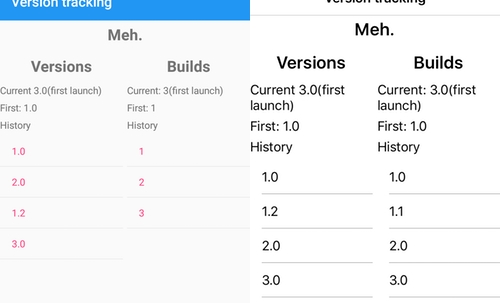 Version tracking
Meh.
Versions Builds
Current 3.0(first launch) Current: 3(first launch)
First: 1.0 First: 1
History History
1.0 1
2.0 2
1.2 3
3.0
Version tracking
Meh.
Versions Builds
Current 3.0(first Current: 3.0(first
launch) launch)
First: 1.0 First: 1.0
History History
1.0 1.0
1.2 1.1
2.0 2.0
3.0 3.0